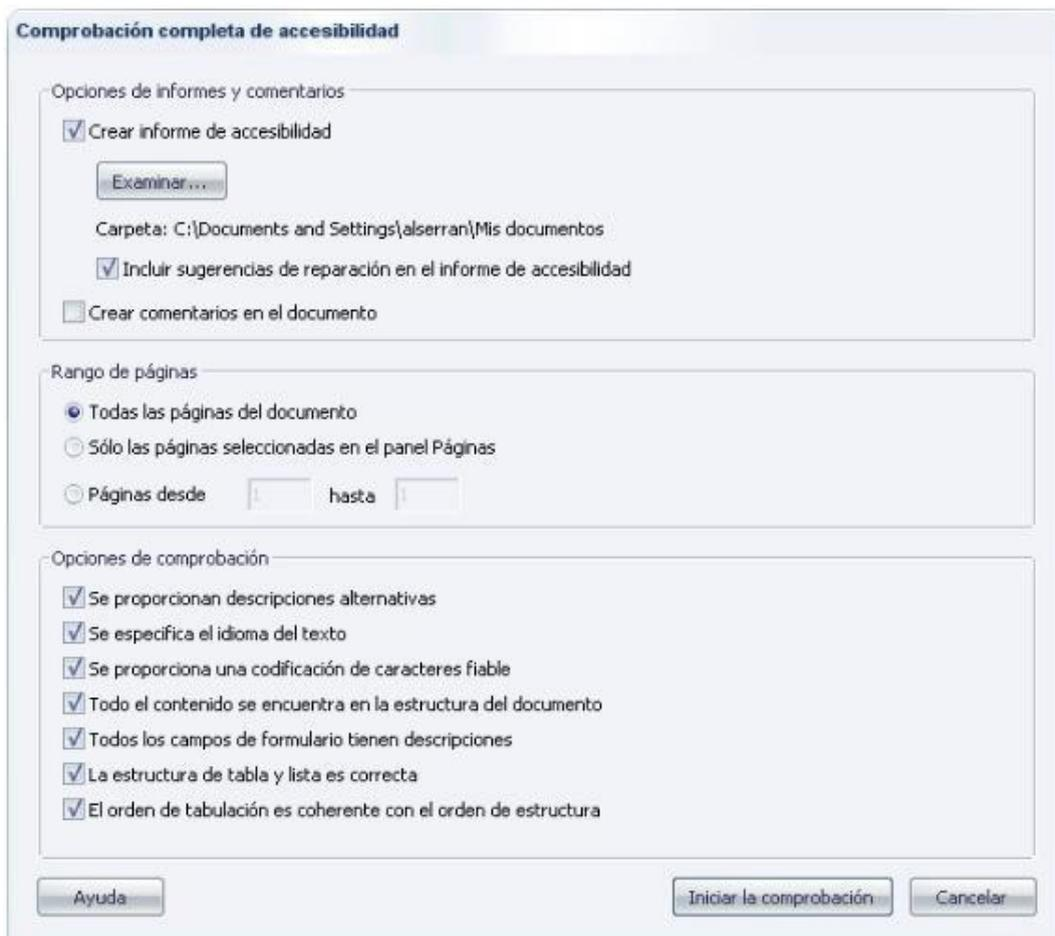 Comprobación completa de accesibilidad
Opciones de informes y comentarios
Crear informe de accesibilidad
Examinar...
Carpeta: C:\Documents and Settings\alserran\Mis documentos
Incluir sugerencias de reparación en el informe de accesibilidad
Crear comentarios en el documento
Rango de páginas
Todas las páginas del documento
Sólo las páginas seleccionadas en el panel Páginas
Páginas desde 1 hasta 1
Opciones de comprobación
Se proporcionan descripciones alternativas
Se especifica el idioma del texto
Se proporciona una codificación de caracteres fiable
Todo el contenido se encuentra en la estructura del documento
Todos los campos de formulario tienen descripciones
La estructura de tabla y lista es correcta
El orden de tabulación es coherente con el orden de estructura
Ayuda Iniciar la comprobación Cancelar